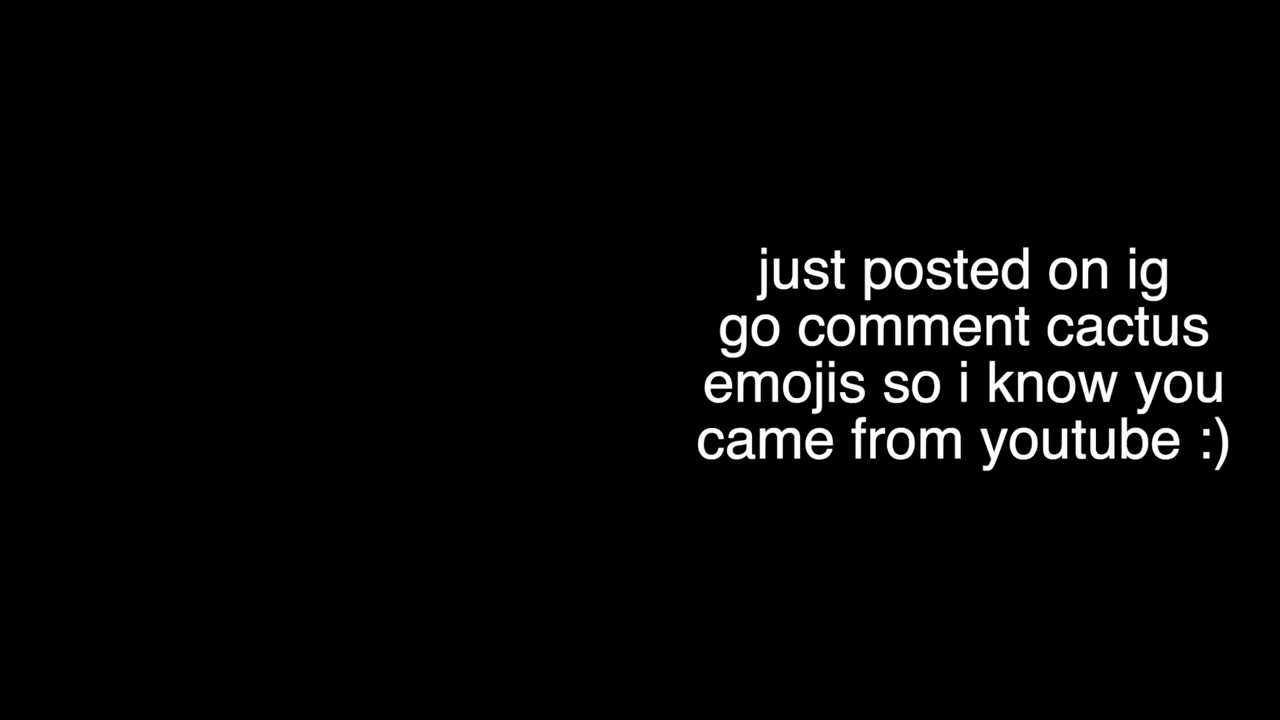 just posted on ig
go comment cactus
emojis so i know you
came from youtube :)